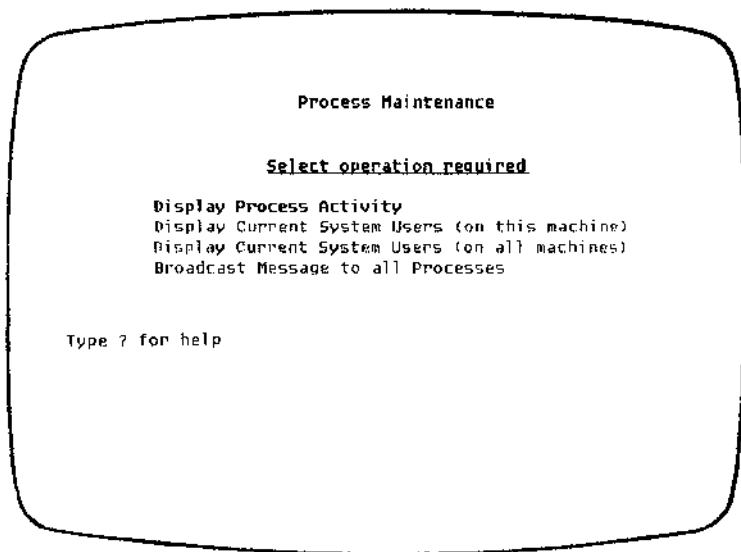 Process Maintenance
Select operation required
Display Process Activity
Display Current System Users (on this machine)
Display Current System Users (on all machines)
Broadcast Message to all Processes
Type ? for help